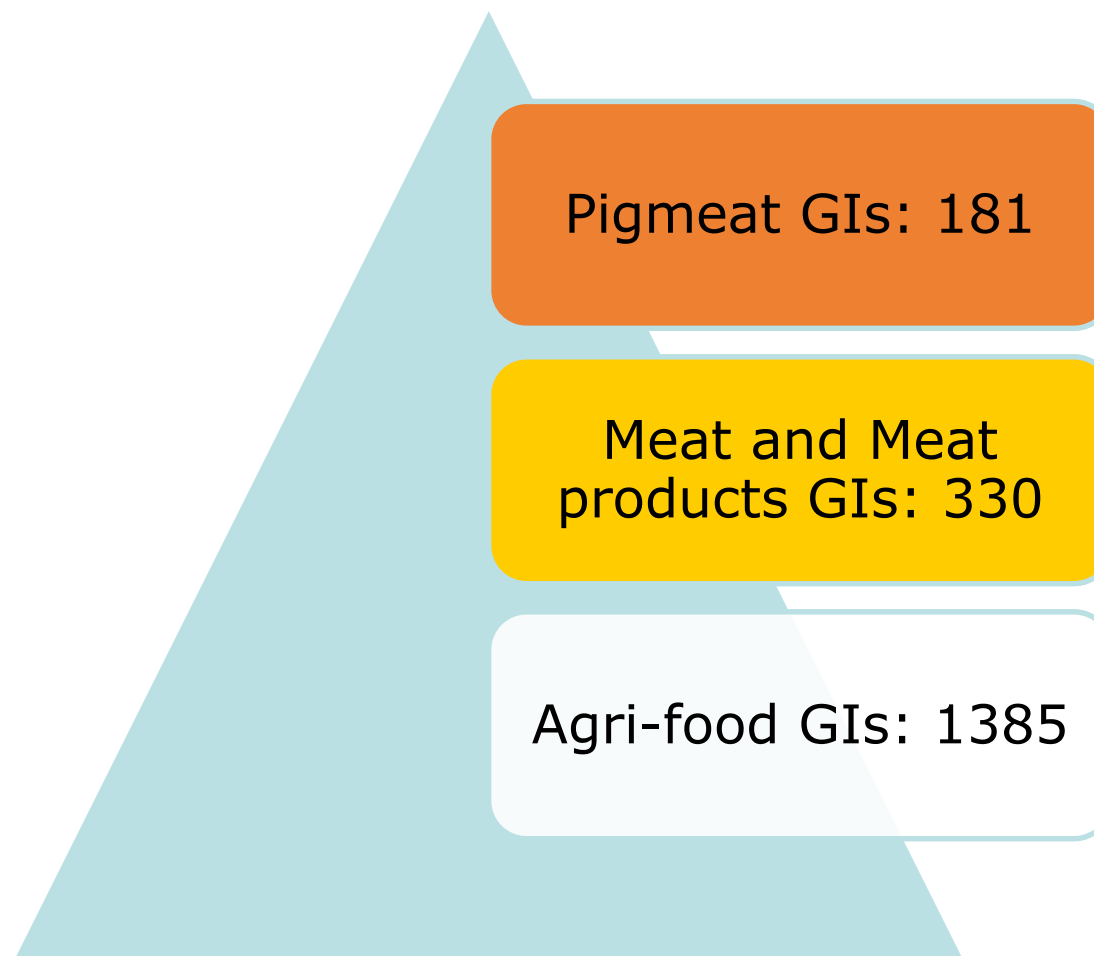 Pigmeat GIs: 181
Meat and Meat
products GIs: 330
Agri-food GIs: 1385